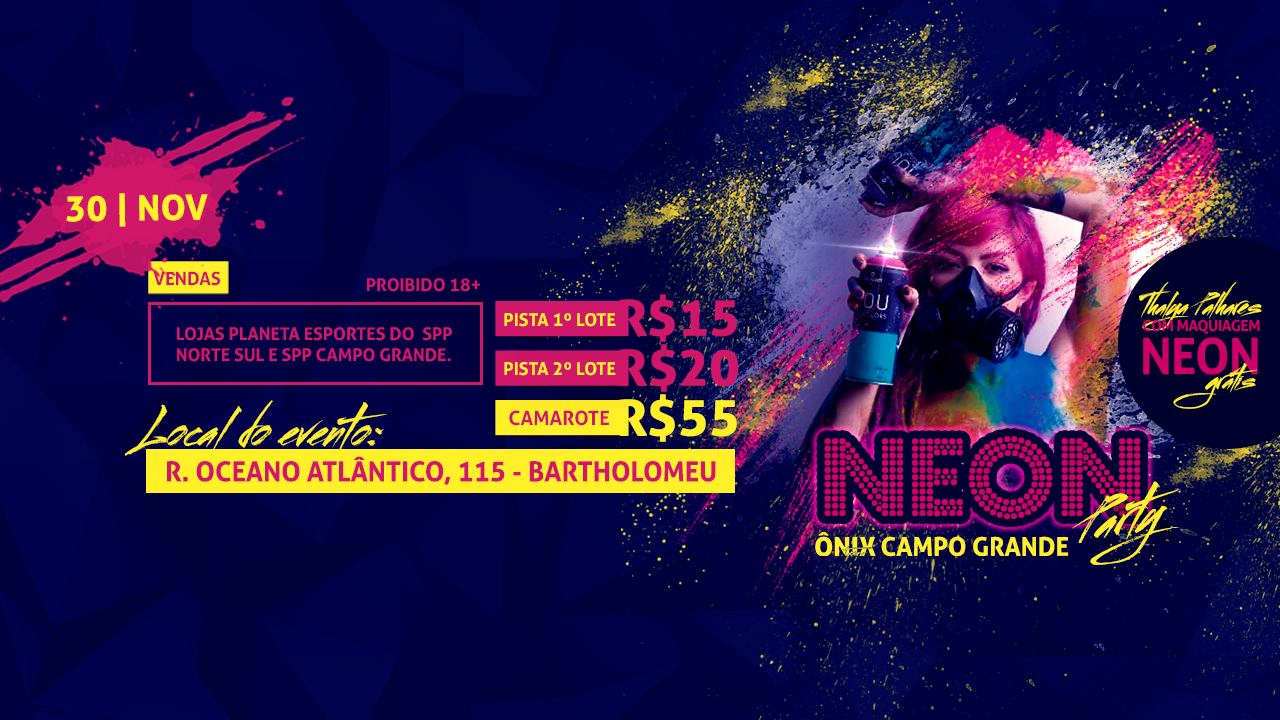 30 | NOV
VENDAS
PROIBIDO 18+
LOJAS PLANETA ESPORTES DO SPP
NORTE SUL E SPP CAMPO GRANDE.
PISTA 1º LOTE R$15
PISTA 2º LOTE R$20
CAMAROTE R$55
Local do evento:
R. OCEANO ATLÂNTICO, 115 - BARTHOLOMEU
Thalya Palhares
COM MAQUIAGEM
NEON
grátis
NEON
Party
ÔNIX CAMPO GRANDE